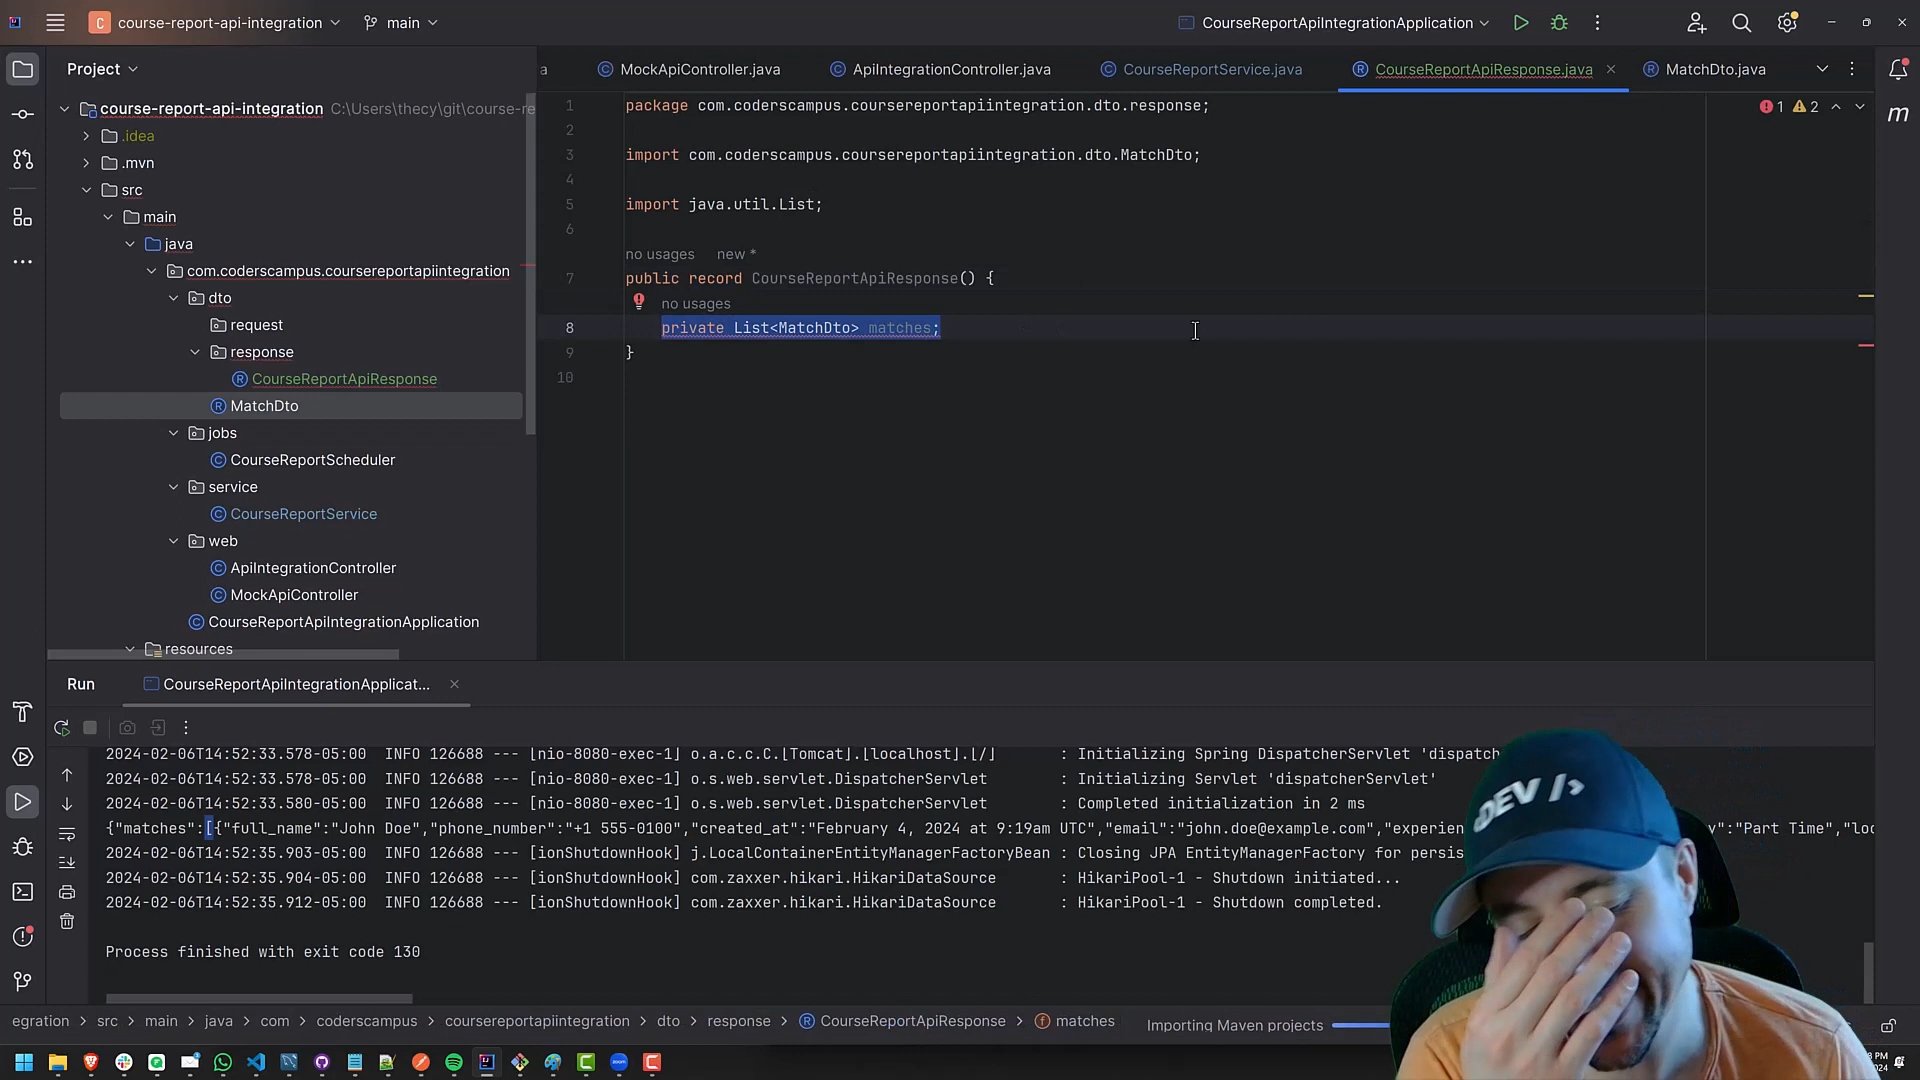 course-report-api-integration
main
CourseReportApiIntegrationApplication
Project
a
MockApiController.java
ApiIntegrationController.java
CourseReportService.java
CourseReportApiResponse.java
MatchDto.java
course-report-api-integration C:\Users\thecy\git\course-re
.idea
.mvn
src
main
java
com.coderscampus.coursereportapiintegration
dto
request
response
CourseReportApiResponse
MatchDto
jobs
CourseReportScheduler
service
CourseReportService
web
ApiIntegrationController
MockApiController
CourseReportApiIntegrationApplication
resources
1 package com.coderscampus.coursereportapiintegration.dto.response;
1 2
2
3 import com.coderscampus.coursereportapiintegration.dto.MatchDto;
4
5 import java.util.List;
6
no usages new *
7 public record CourseReportApiResponse() {
no usages
8 private List<MatchDto> matches;
9 }
10
m
Run
CourseReportApiIntegrationApplicat...
2024-02-06T14:52:33.578-05:00 INFO 126688 --- [nio-8080-exec-1] o.a.c.c.C.[Tomcat].[localhost].[/] : Initializing Spring DispatcherServlet 'dispatc
2024-02-06T14:52:33.578-05:00 INFO 126688 --- [nio-8080-exec-1] o.s.web.servlet.DispatcherServlet : Initializing Servlet 'dispatcherServlet'
2024-02-06T14:52:33.580-05:00 INFO 126688 --- [nio-8080-exec-1] o.s.web.servlet.DispatcherServlet : Completed initialization in 2 ms
{"matches":[{"full_name":"John Doe","phone_number":"+1 555-0100","created_at":"February 4, 2024 at 9:19am UTC","email":"john.doe@example.com","experien y":"Part Time","loc
2024-02-06T14:52:35.903-05:00 INFO 126688 --- [ionShutdownHook] j.LocalContainerEntityManagerFactoryBean : Closing JPA EntityManagerFactory for persis
2024-02-06T14:52:35.904-05:00 INFO 126688 --- [ionShutdownHook] com.zaxxer.hikari.HikariDataSource : HikariPool-1 - Shutdown initiated...
2024-02-06T14:52:35.912-05:00 INFO 126688 --- [ionShutdownHook] com.zaxxer.hikari.HikariDataSource : HikariPool-1 - Shutdown completed.
Process finished with exit code 130
DEV />
egration > src > main > java > com > coderscampus > coursereportapiintegration > dto > response > CourseReportApiResponse > matches
Importing Maven projects